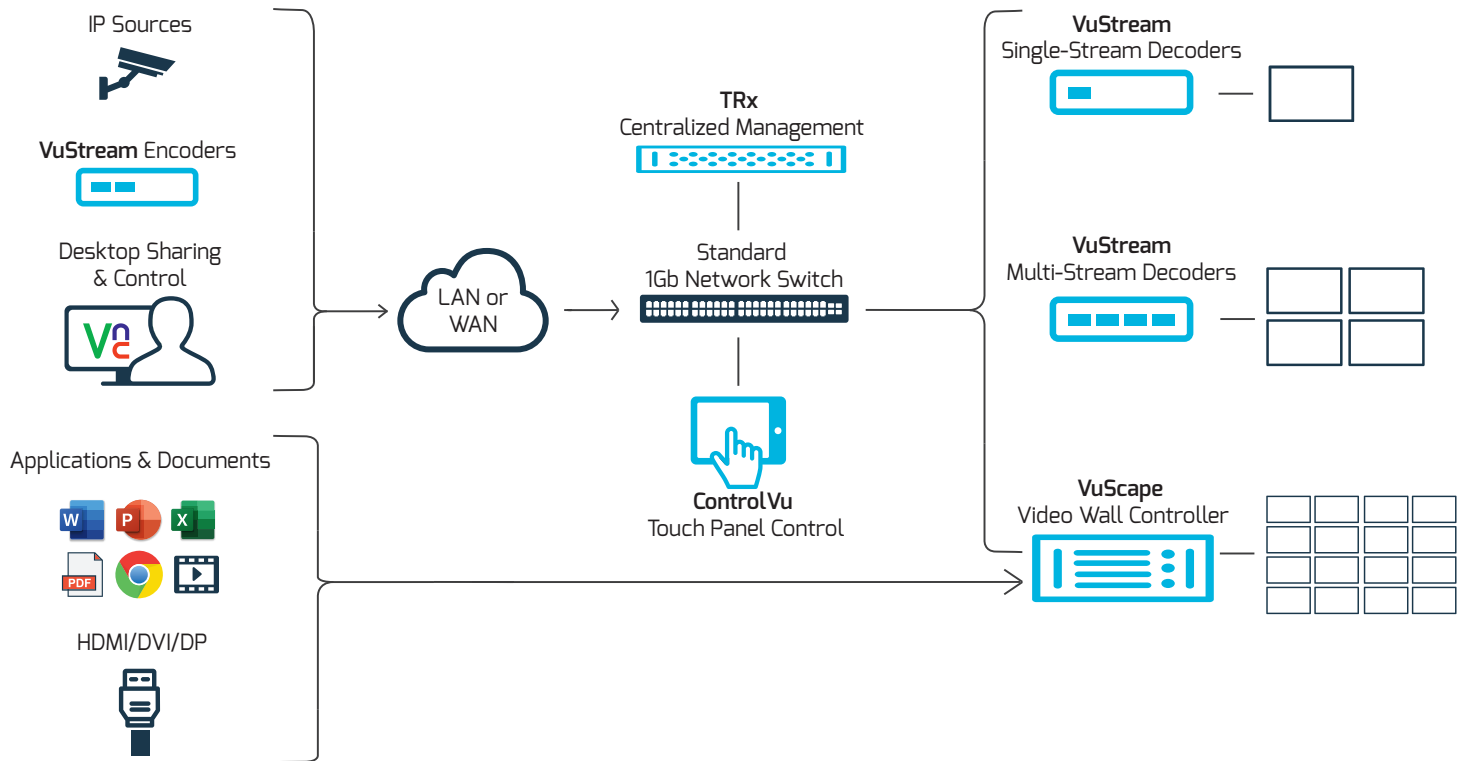 IP Sources
VuStream Encoders
Desktop Sharing
& Control
Vnc
Applications & Documents
W
P
X
PDF
HDMI/DVI/DP
LAN or
WAN
TRx
Centralized Management
Standard
1Gb Network Switch
ControlVu
Touch Panel Control
VuStream
Single-Stream Decoders
VuStream
Multi-Stream Decoders
VuScape
Video Wall Controller